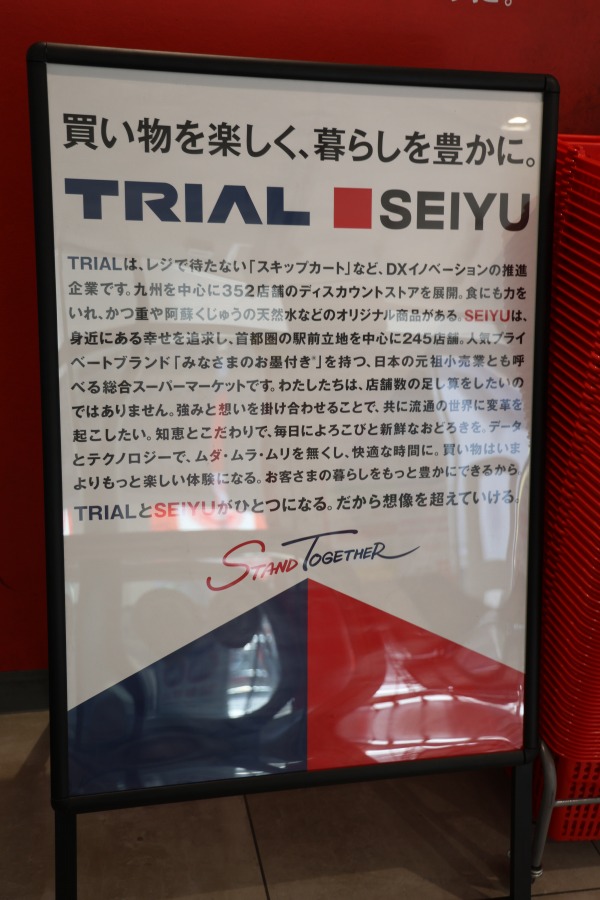 た。
買い物を楽しく、暮らしを豊かに。
TRIAL SEIYU
TRIALは、レジで待たない「スキップカート」など、DXイノベーションの推進
企業です。九州を中心に352店舗のディスカウントストアを展開。食にも力を
いれ、かつ重や阿蘇くじゅうの天然水などのオリジナル商品がある。SEIYUは、
身近にある幸せを追求し、首都圏の駅前立地を中心に245店舗。人気プライ
ベートブランド「みなさまのお墨付き®」を持つ、日本の元祖小売業とも呼
べる総合スーパーマーケットです。わたしたちは、店舗数の足し算をしたいの
ではありません。強みと想いを掛け合わせることで、共に流通の世界に変革を
起こしたい。知恵とこだわりで、毎日によろこびと新鮮なおどろきを。データ
とテクノロジーで、ムダ・ムラ・ムリを無くし、快適な時間に。買い物はいま
よりもっと楽しい体験になる。お客さまの暮らしをもっと豊かにできるから。
TRIALとSEIYUがひとつになる。だから想像を超えていける。
STAND TOGETHER